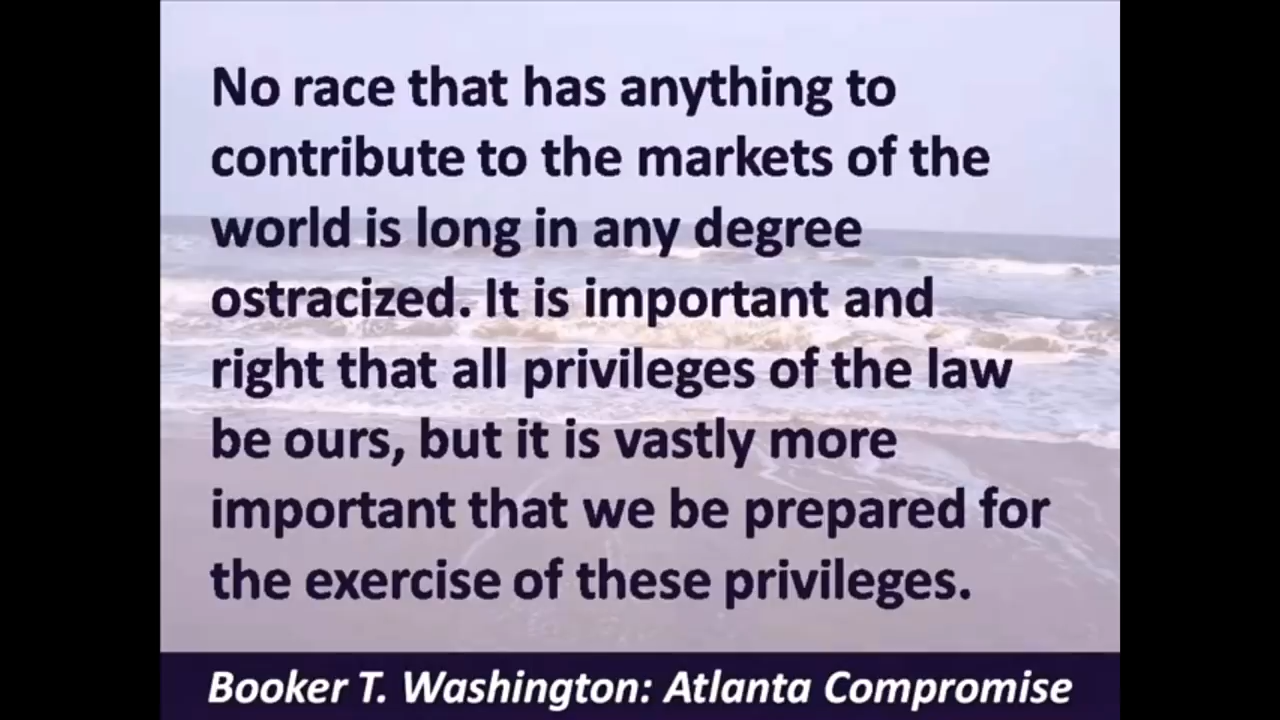 No race that has anything to
contribute to the markets of the
world is long in any degree
ostracized. It is important and
right that all privileges of the law
be ours, but it is vastly more
important that we be prepared for
the exercise of these privileges.
Booker T. Washington: Atlanta Compromise